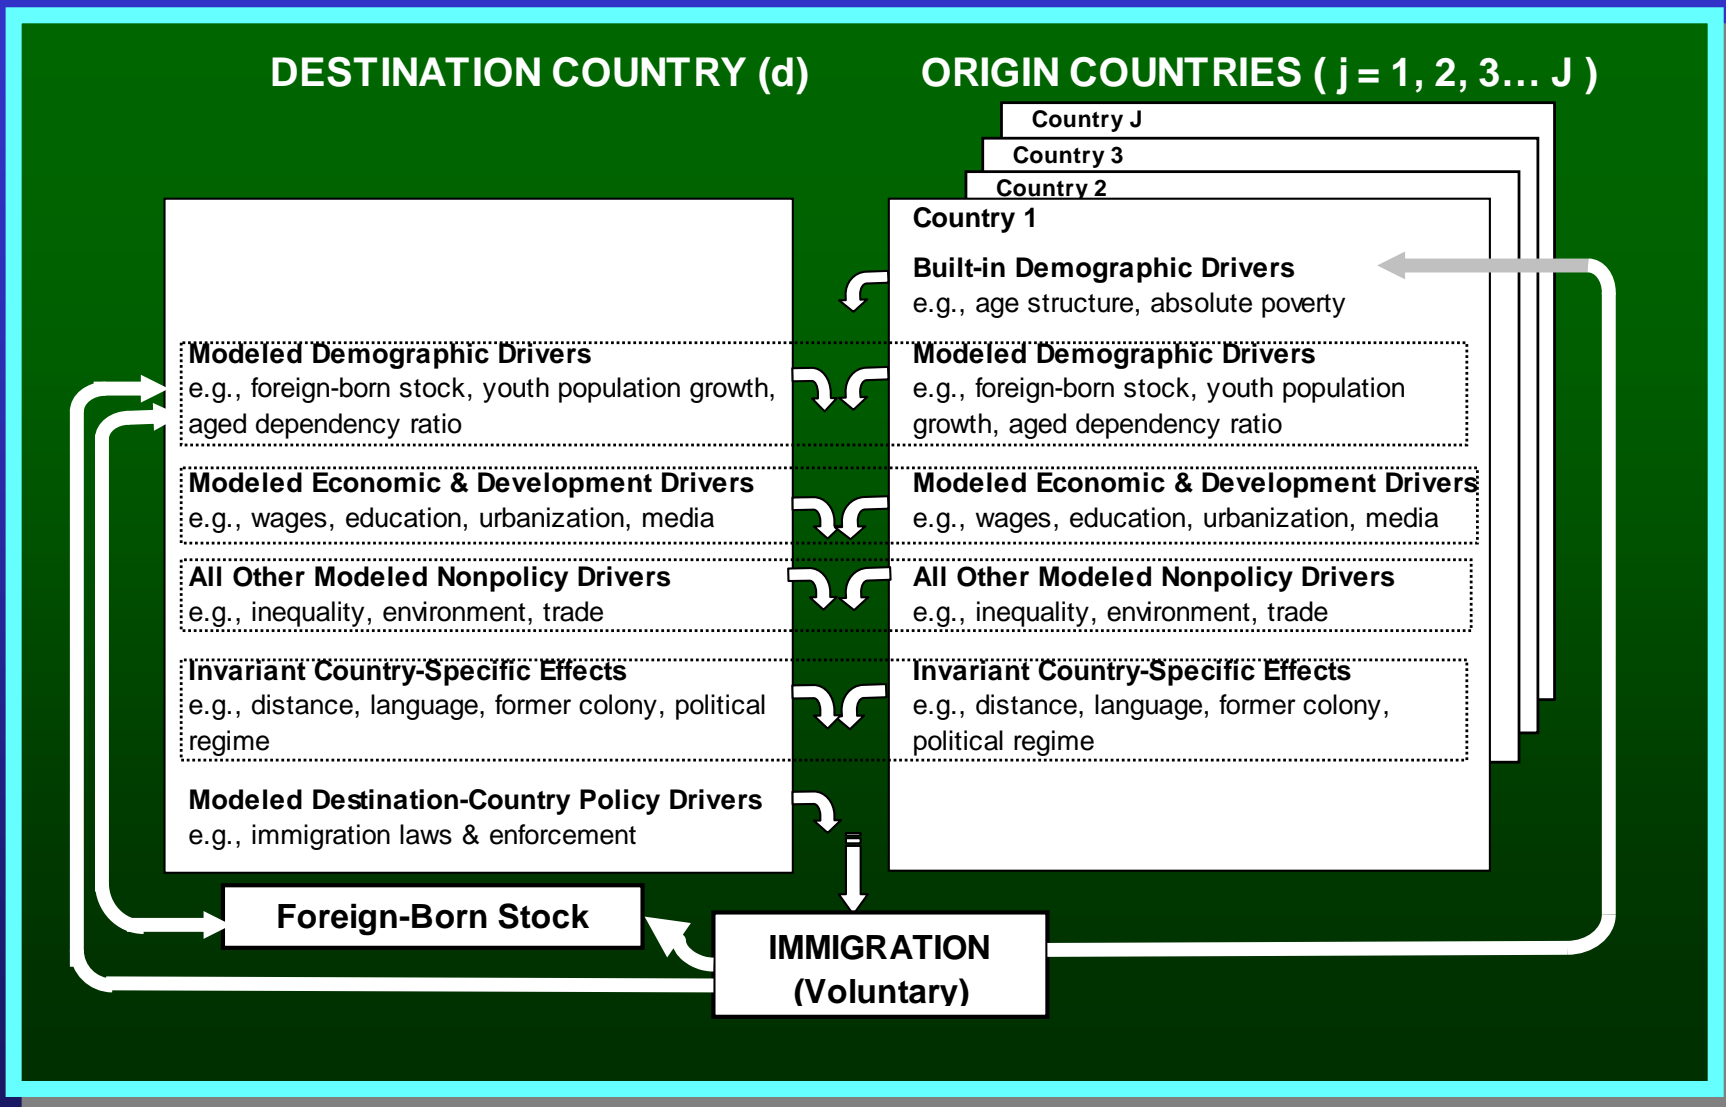 DESTINATION COUNTRY (d)
ORIGIN COUNTRIES ( j = 1, 2, 3... J )
Country J
Country 3
Country 2
Country 1
Built-in Demographic Drivers
e.g., age structure, absolute poverty
Modeled Demographic Drivers
e.g., foreign-born stock, youth population growth,
aged dependency ratio
Modeled Demographic Drivers
e.g., foreign-born stock, youth population
growth, aged dependency ratio
Modeled Economic & Development Drivers
e.g., wages, education, urbanization, media
Modeled Economic & Development Drivers
e.g., wages, education, urbanization, media
All Other Modeled Nonpolicy Drivers
e.g., inequality, environment, trade
All Other Modeled Nonpolicy Drivers
e.g., inequality, environment, trade
Invariant Country-Specific Effects
e.g., distance, language, former colony, political
regime
Invariant Country-Specific Effects
e.g., distance, language, former colony,
political regime
Modeled Destination-Country Policy Drivers
e.g., immigration laws & enforcement
Foreign-Born Stock
IMMIGRATION
(Voluntary)